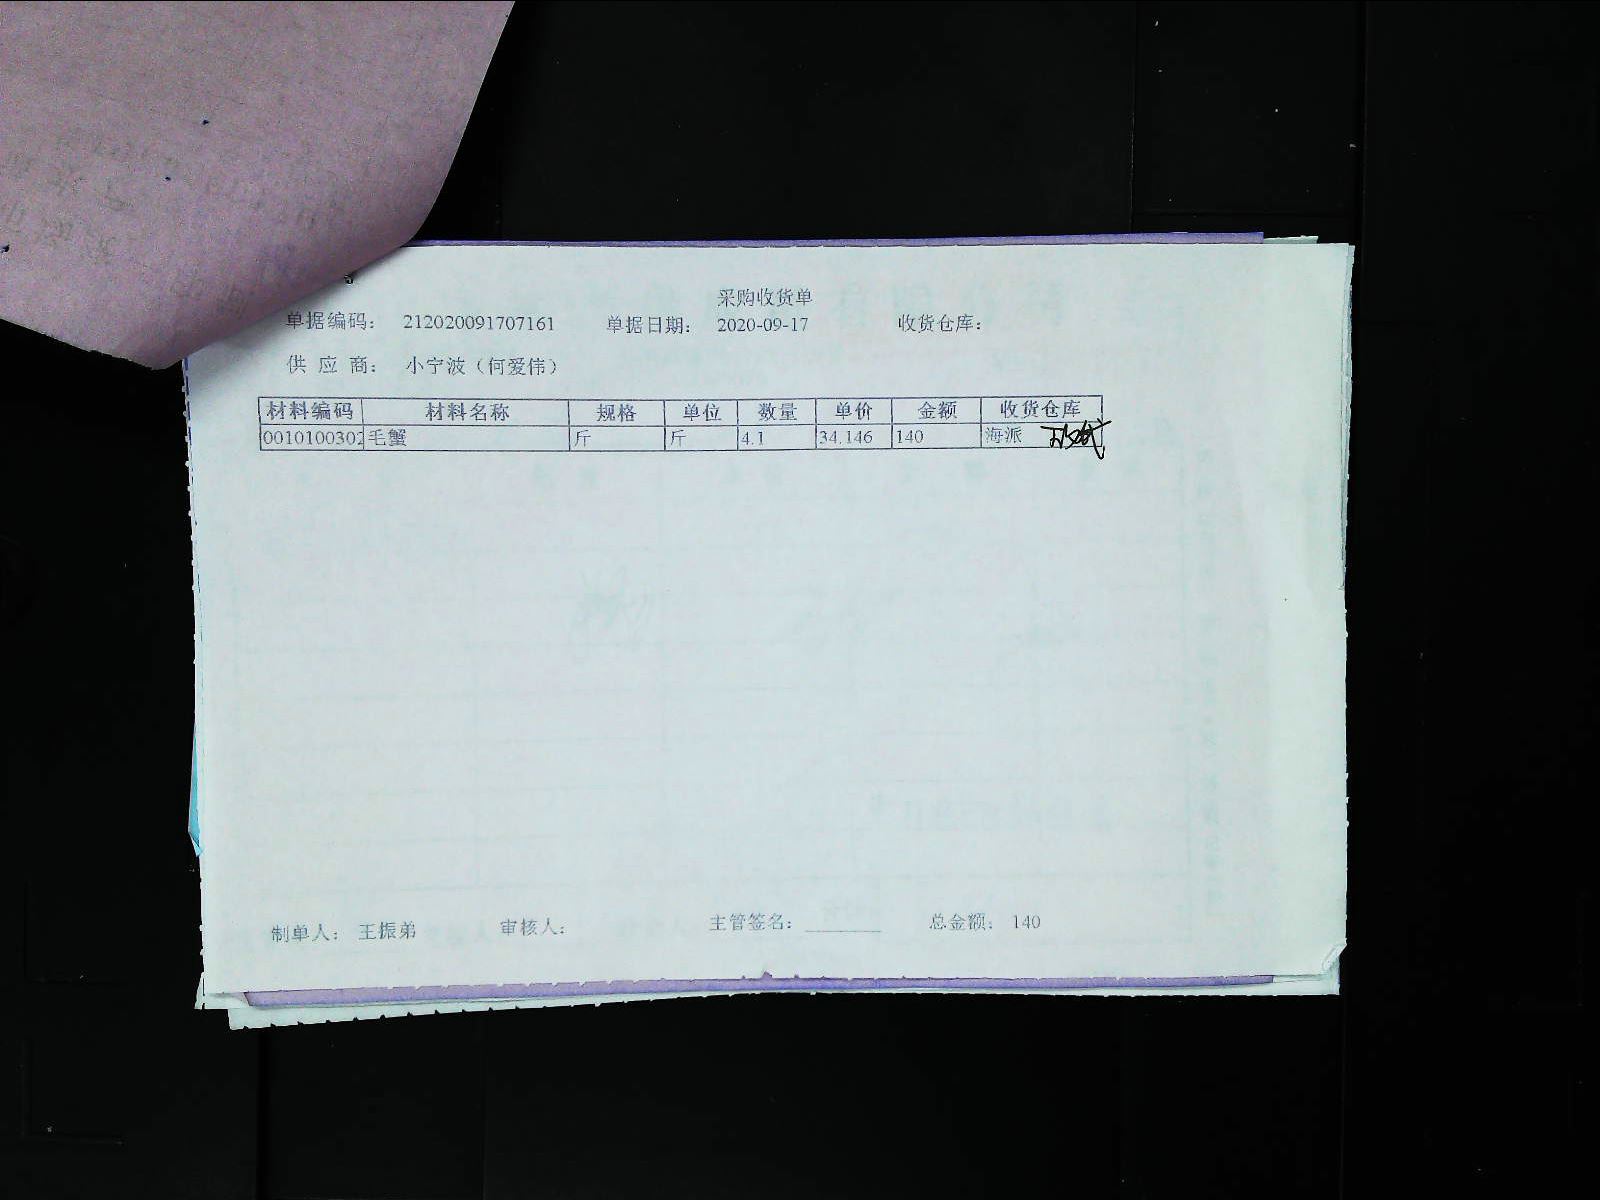 采购收货单
单据编码： 212020091707161 单据日期： 2020-09-17 收货仓库：
供 应 商： 小宁波（何爱伟）
材料编码 材料名称 规格 单位 数量 单价 金额 收货仓库
0010100302 毛蟹 斤 斤 4.1 34.146 140 海派
制单人： 王振弟 审核人： 主管签名： 总金额： 140